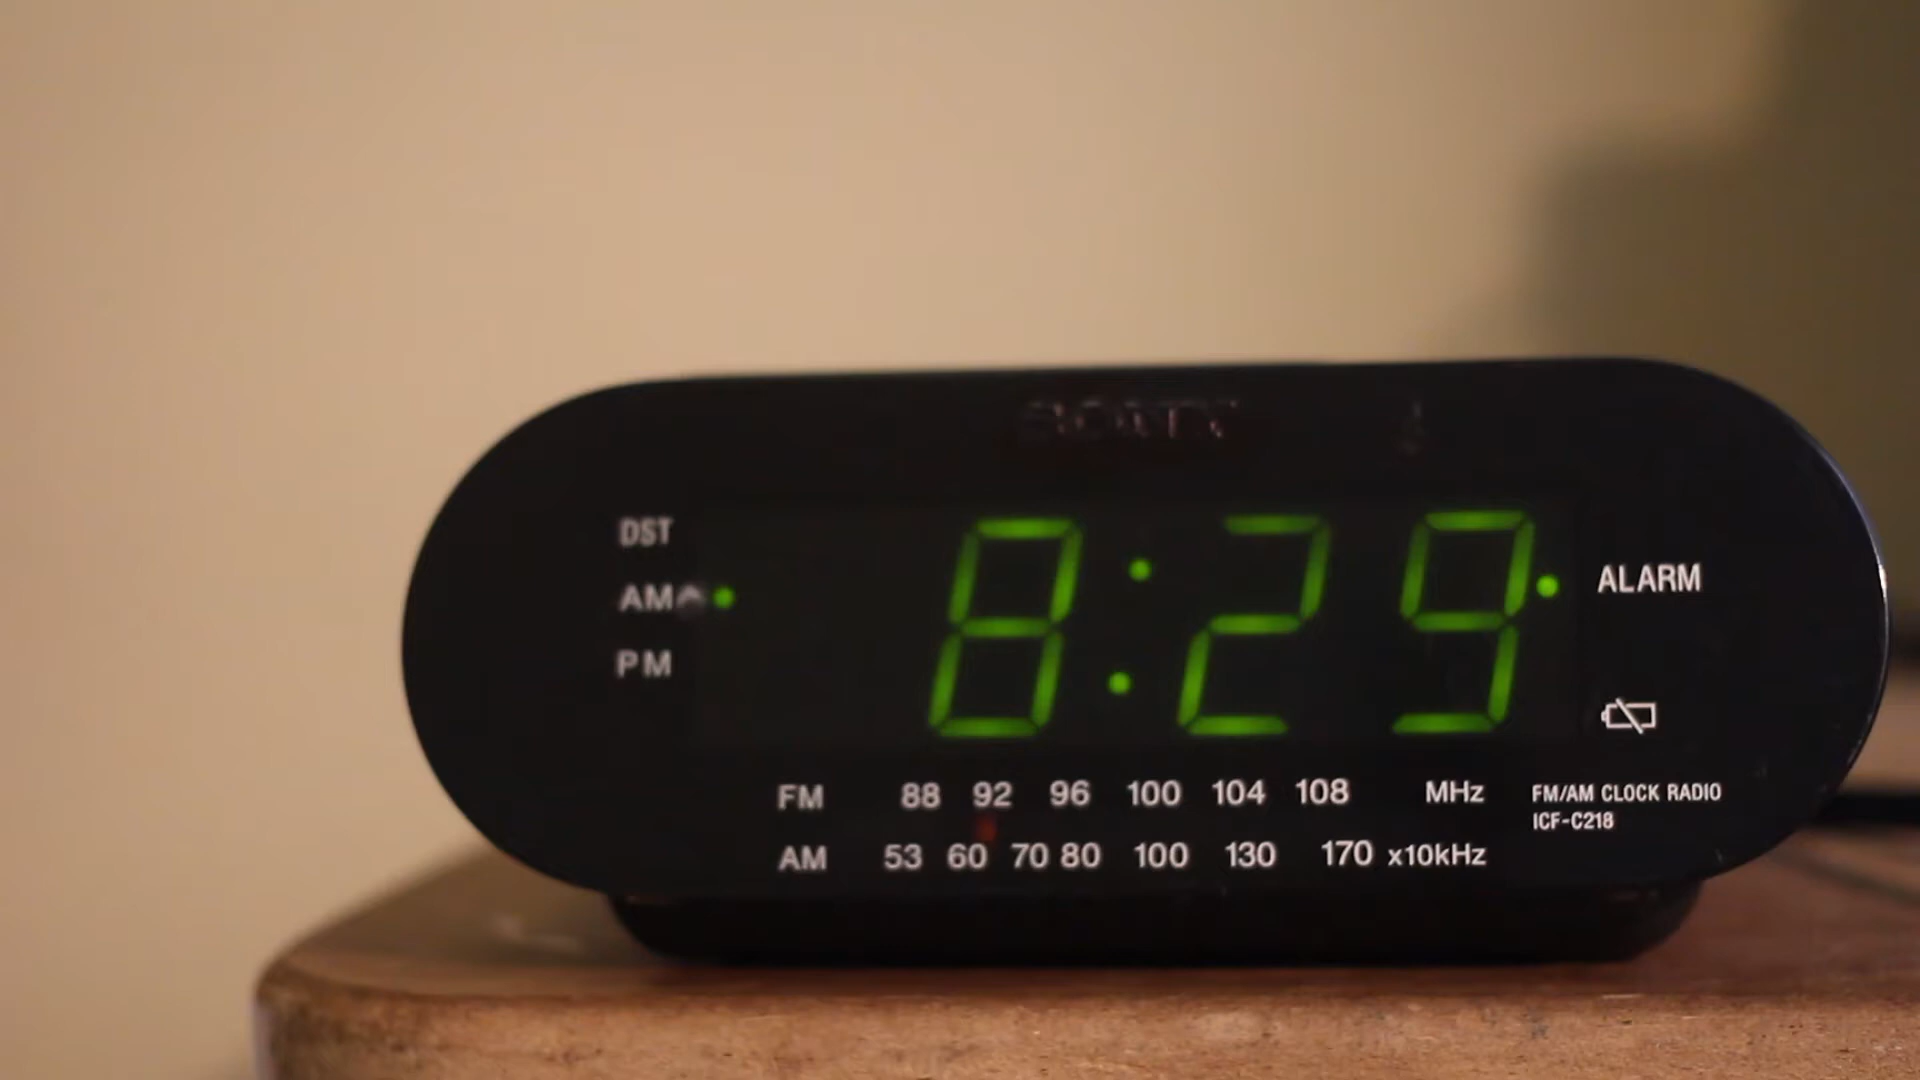 SONY
DST
AM
PM
8:29
ALARM
FM 88 92 96 100 104 108 MHz
AM 53 60 70 80 100 130 170 x10kHz
FM/AM CLOCK RADIO
ICF-C218